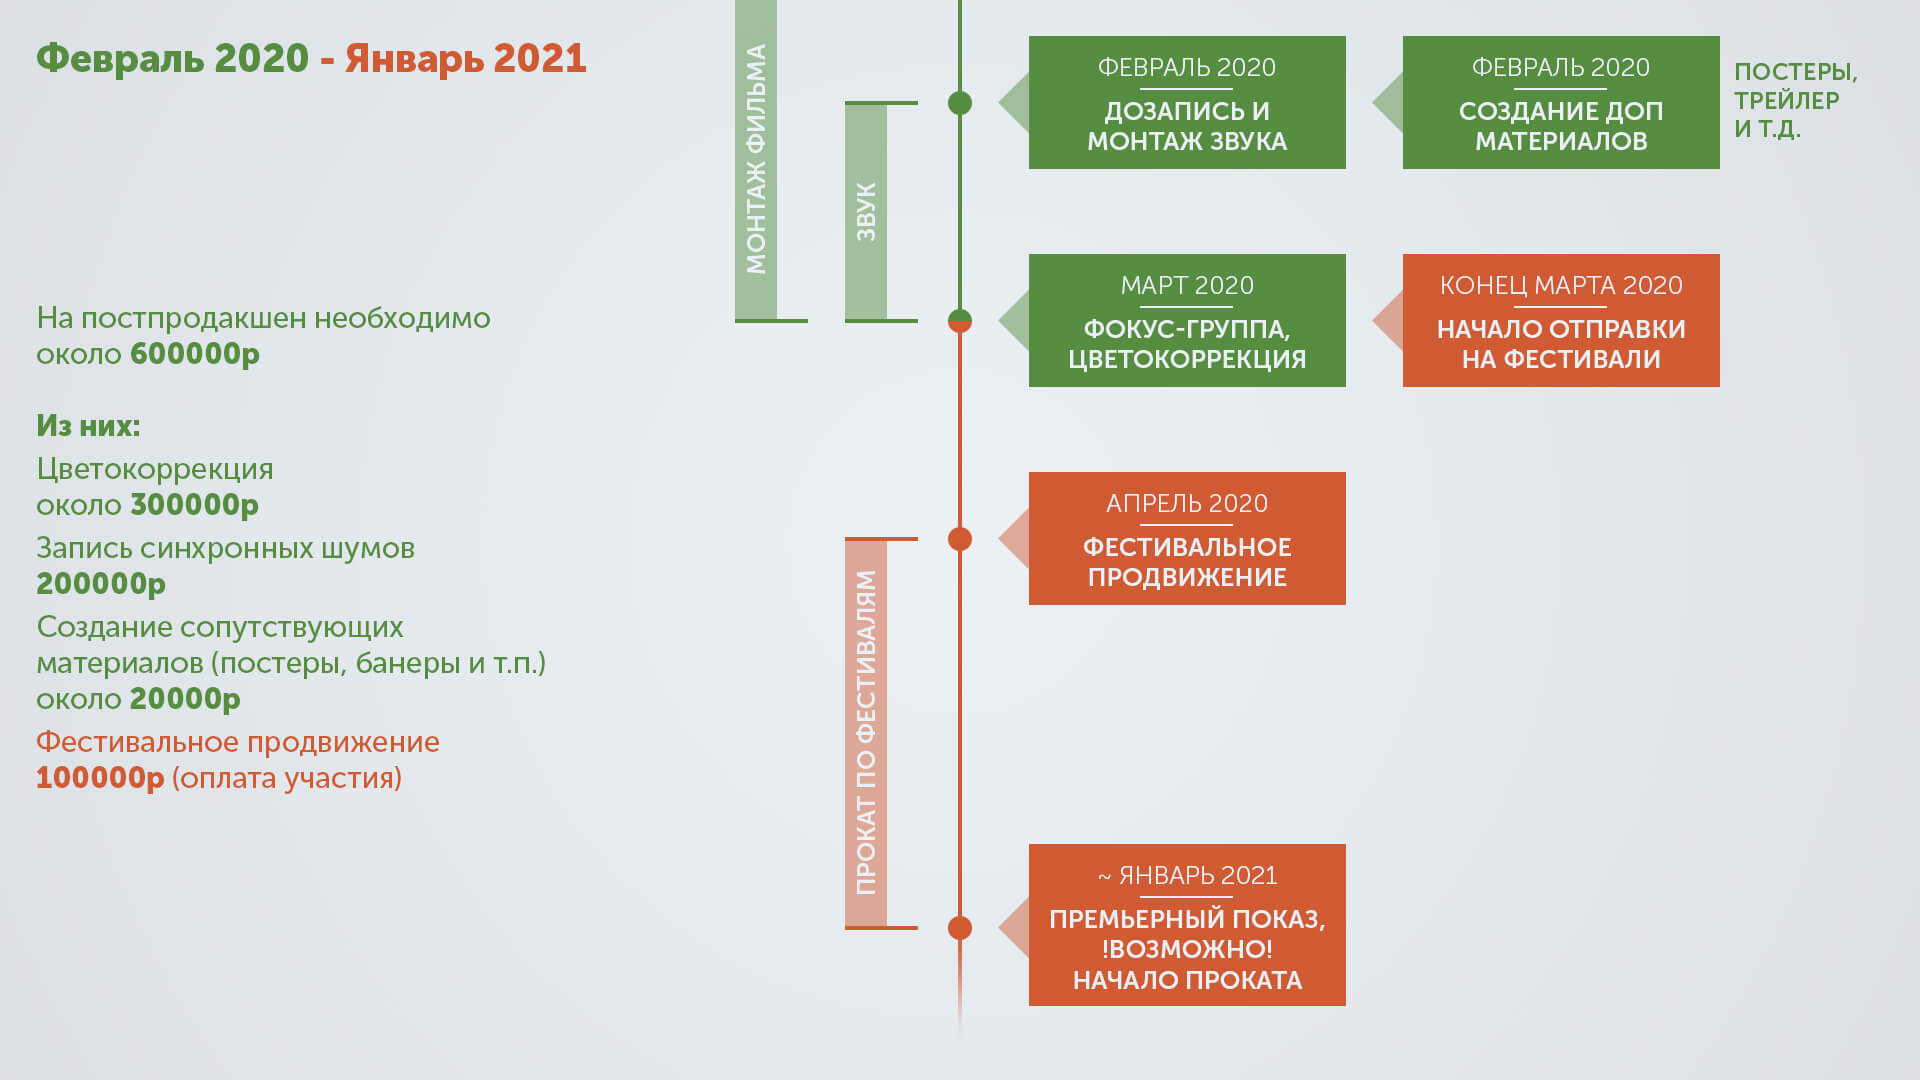 Февраль 2020 - Январь 2021
На постпродакшен необходимо
около 600000р
Из них:
Цветокоррекция
около 300000р
Запись синхронных шумов
200000р
Создание сопутствующих
материалов (постеры, банеры и т.п.)
около 20000р
Фестивальное продвижение
100000р (оплата участия)
МОНТАЖ ФИЛЬМА
ЗВУК
ПРОКАТ ПО ФЕСТИВАЛЯМ
ФЕВРАЛЬ 2020
ДОЗАПИСЬ И
МОНТАЖ ЗВУКА
ФЕВРАЛЬ 2020
СОЗДАНИЕ ДОП
МАТЕРИАЛОВ
ПОСТЕРЫ,
ТРЕЙЛЕР
И Т.Д.
МАРТ 2020
ФОКУС-ГРУППА,
ЦВЕТОКОРРЕКЦИЯ
КОНЕЦ МАРТА 2020
НАЧАЛО ОТПРАВКИ
НА ФЕСТИВАЛИ
АПРЕЛЬ 2020
ФЕСТИВАЛЬНОЕ
ПРОДВИЖЕНИЕ
~ ЯНВАРЬ 2021
ПРЕМЬЕРНЫЙ ПОКАЗ,
!ВОЗМОЖНО!
НАЧАЛО ПРОКАТА